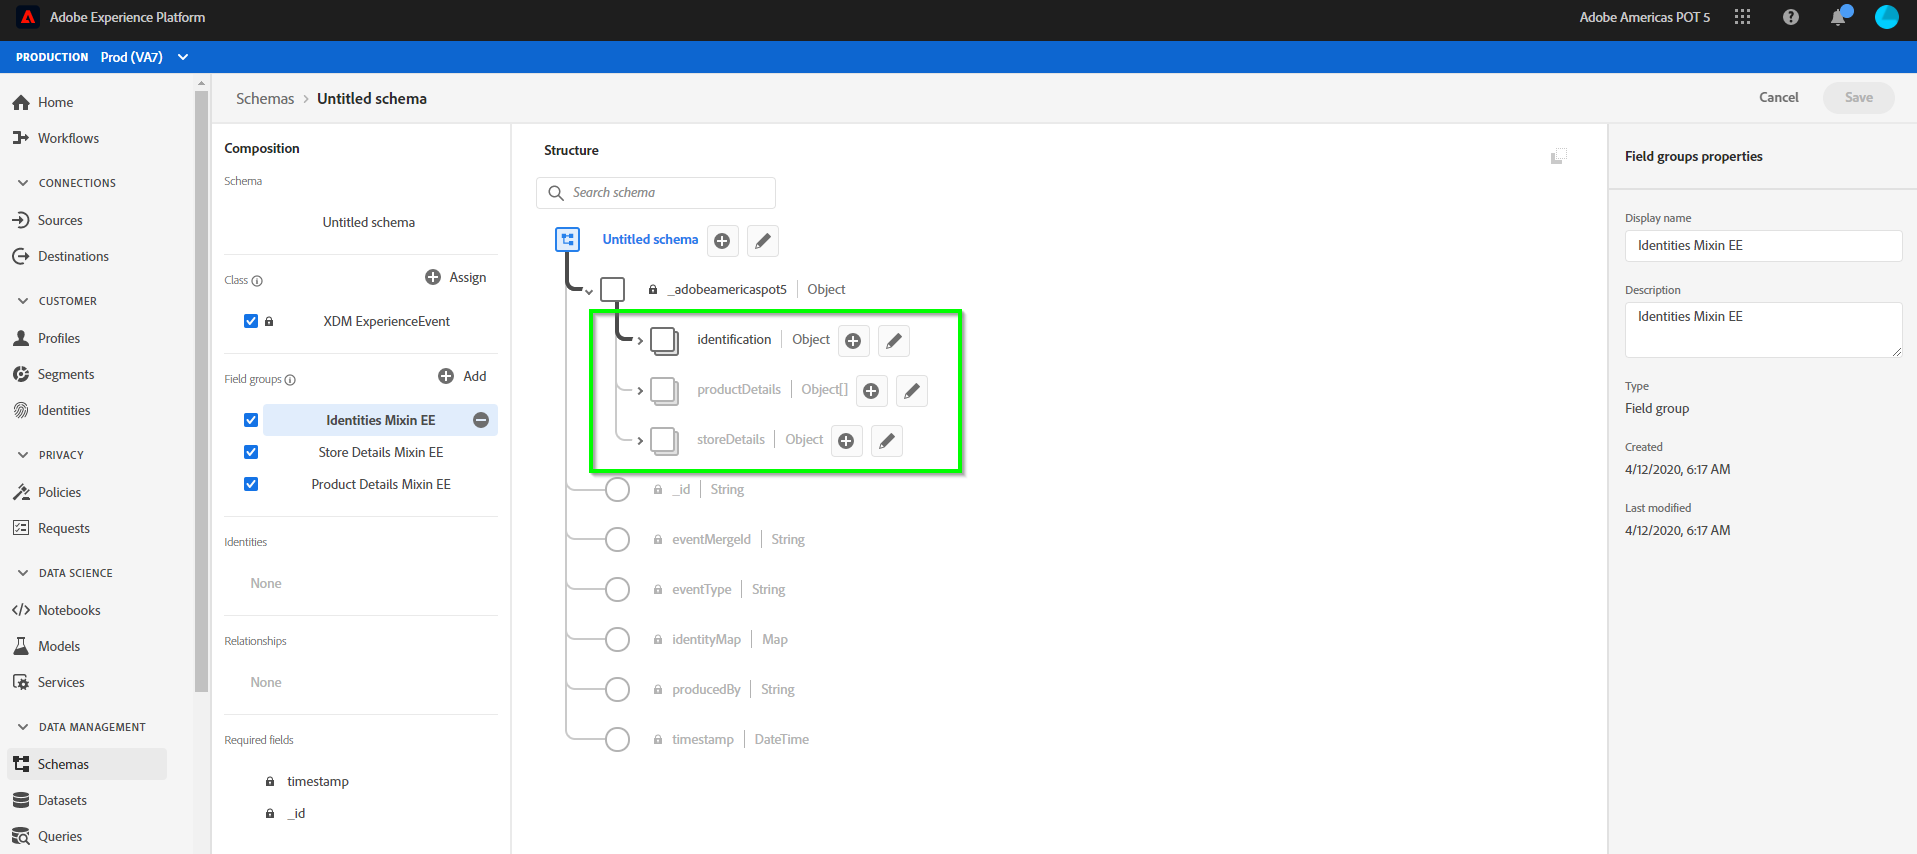 Adobe Experience Platform
Adobe Americas POT 5
PRODUCTION Prod (VA7)
Home
Workflows
CONNECTIONS
Sources
Destinations
CUSTOMER
Profiles
Segments
Identities
PRIVACY
Policies
Requests
DATA SCIENCE
Notebooks
Models
Services
DATA MANAGEMENT
Schemas
Datasets
Queries
Schemas > Untitled schema
Cancel
Save
Composition
Schema
Untitled schema
Class
Assign
XDM ExperienceEvent
Field groups
Add
Identities Mixin EE
Store Details Mixin EE
Product Details Mixin EE
Identities
None
Relationships
None
Required fields
timestamp
_id
Structure
Search schema
Untitled schema
_adobeamericaspot5 | Object
identification | Object
productDetails | Object[]
storeDetails | Object
_id | String
eventMergeId | String
eventType | String
identityMap | Map
producedBy | String
timestamp | DateTime
Field groups properties
Display name
Identities Mixin EE
Description
Identities Mixin EE
Type
Field group
Created
4/12/2020, 6:17 AM
Last modified
4/12/2020, 6:17 AM